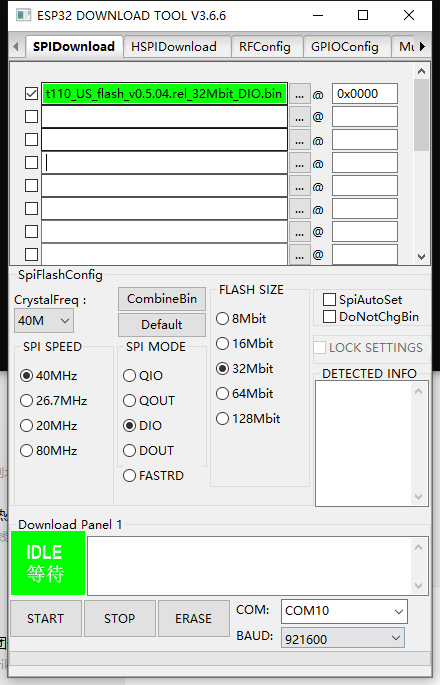 ESP32 DOWNLOAD TOOL V3.6.6
SPIDownload HSPIDownload RFConfig GPIOConfig Mu
t110_US_flash_v0.5.04.rel_32Mbit_DIO.bin ... @ 0x0000
... @
... @
... @
... @
... @
... @
... @
SpiFlashConfig
CrystalFreq :
40M
CombineBin
Default
SPI SPEED
40MHz
26.7MHz
20MHz
80MHz
SPI MODE
QIO
QOUT
DIO
DOUT
FASTRD
FLASH SIZE
8Mbit
16Mbit
32Mbit
64Mbit
128Mbit
SpiAutoSet
DoNotChgBin
LOCK SETTINGS
DETECTED INFO
Download Panel 1
IDLE
等待
START STOP ERASE
COM: COM10
BAUD: 921600